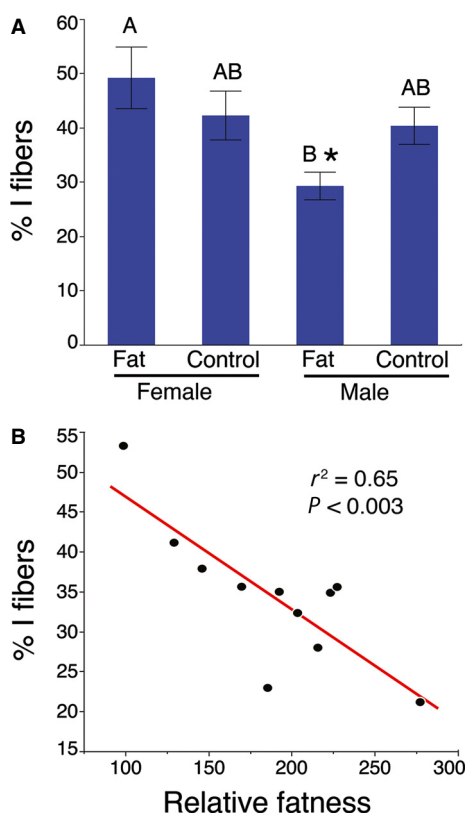 A
60
50
40
30
20
10
0
% I fibers
A
AB
B *
AB
Fat Control Fat Control
Female Male
B
55
50
45
40
35
30
25
20
15
% I fibers
r² = 0.65
P < 0.003
100 150 200 250 300
Relative fatness